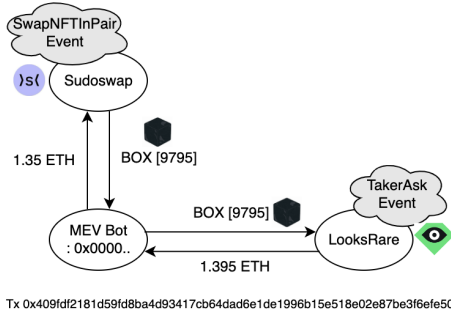 SwapNFTInPair
Event
}s{
Sudoswap
1.35 ETH
BOX [9795]
TakerAsk
Event
BOX [9795]
MEV Bot
: 0x0000..
LooksRare
1.395 ETH
Tx 0x409fdf2181d59fd8ba4d93417cb64dad6e1de1996b15e518e02e87be3f6efe50